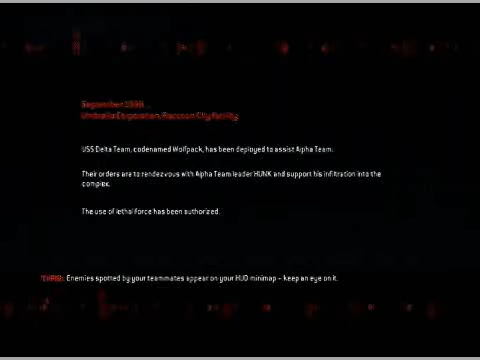 September 1998
Umbrella Corporation, Raccoon City Facility
USS Delta Team, codenamed Wolfpack, has been deployed to assist Alpha Team.
Their orders are to rendezvous with Alpha Team leader HUNK and support his infiltration into the
complex.
The use of lethal force has been authorized.
Enemies spotted by your teammates appear on your HUD minimap - keep an eye on it.